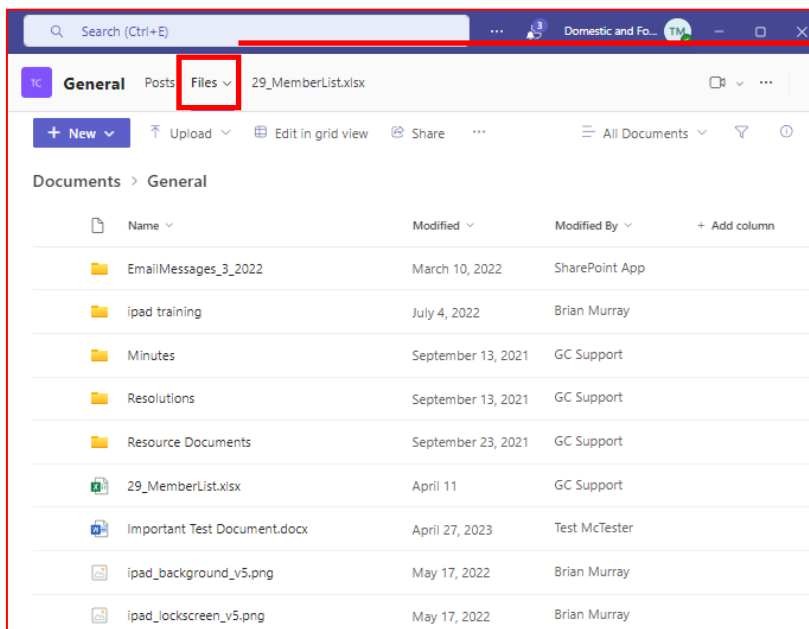 Search (Ctrl+E) ... 3 Domestic and Fo... TM
TC General Posts Files 29_MemberList.xlsx ...
+ New Upload Edit in grid view Share ... All Documents
Documents > General
Name Modified Modified By + Add column
EmailMessages_3_2022 March 10, 2022 SharePoint App
ipad training July 4, 2022 Brian Murray
Minutes September 13, 2021 GC Support
Resolutions September 13, 2021 GC Support
Resource Documents September 23, 2021 GC Support
29_MemberList.xlsx April 11 GC Support
Important Test Document.docx April 27, 2023 Test McTester
ipad_background_v5.png May 17, 2022 Brian Murray
ipad_lockscreen_v5.png May 17, 2022 Brian Murray